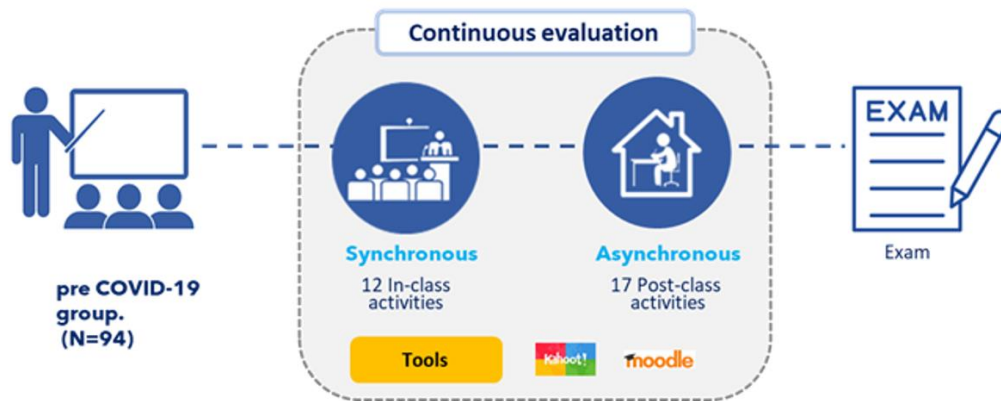 Continuous evaluation
EXAM
Synchronous
Asynchronous
Exam
12 In-class
activities
17 Post-class
activities
pre COVID-19
group.
(N=94)
Tools
Kahoot!
moodle